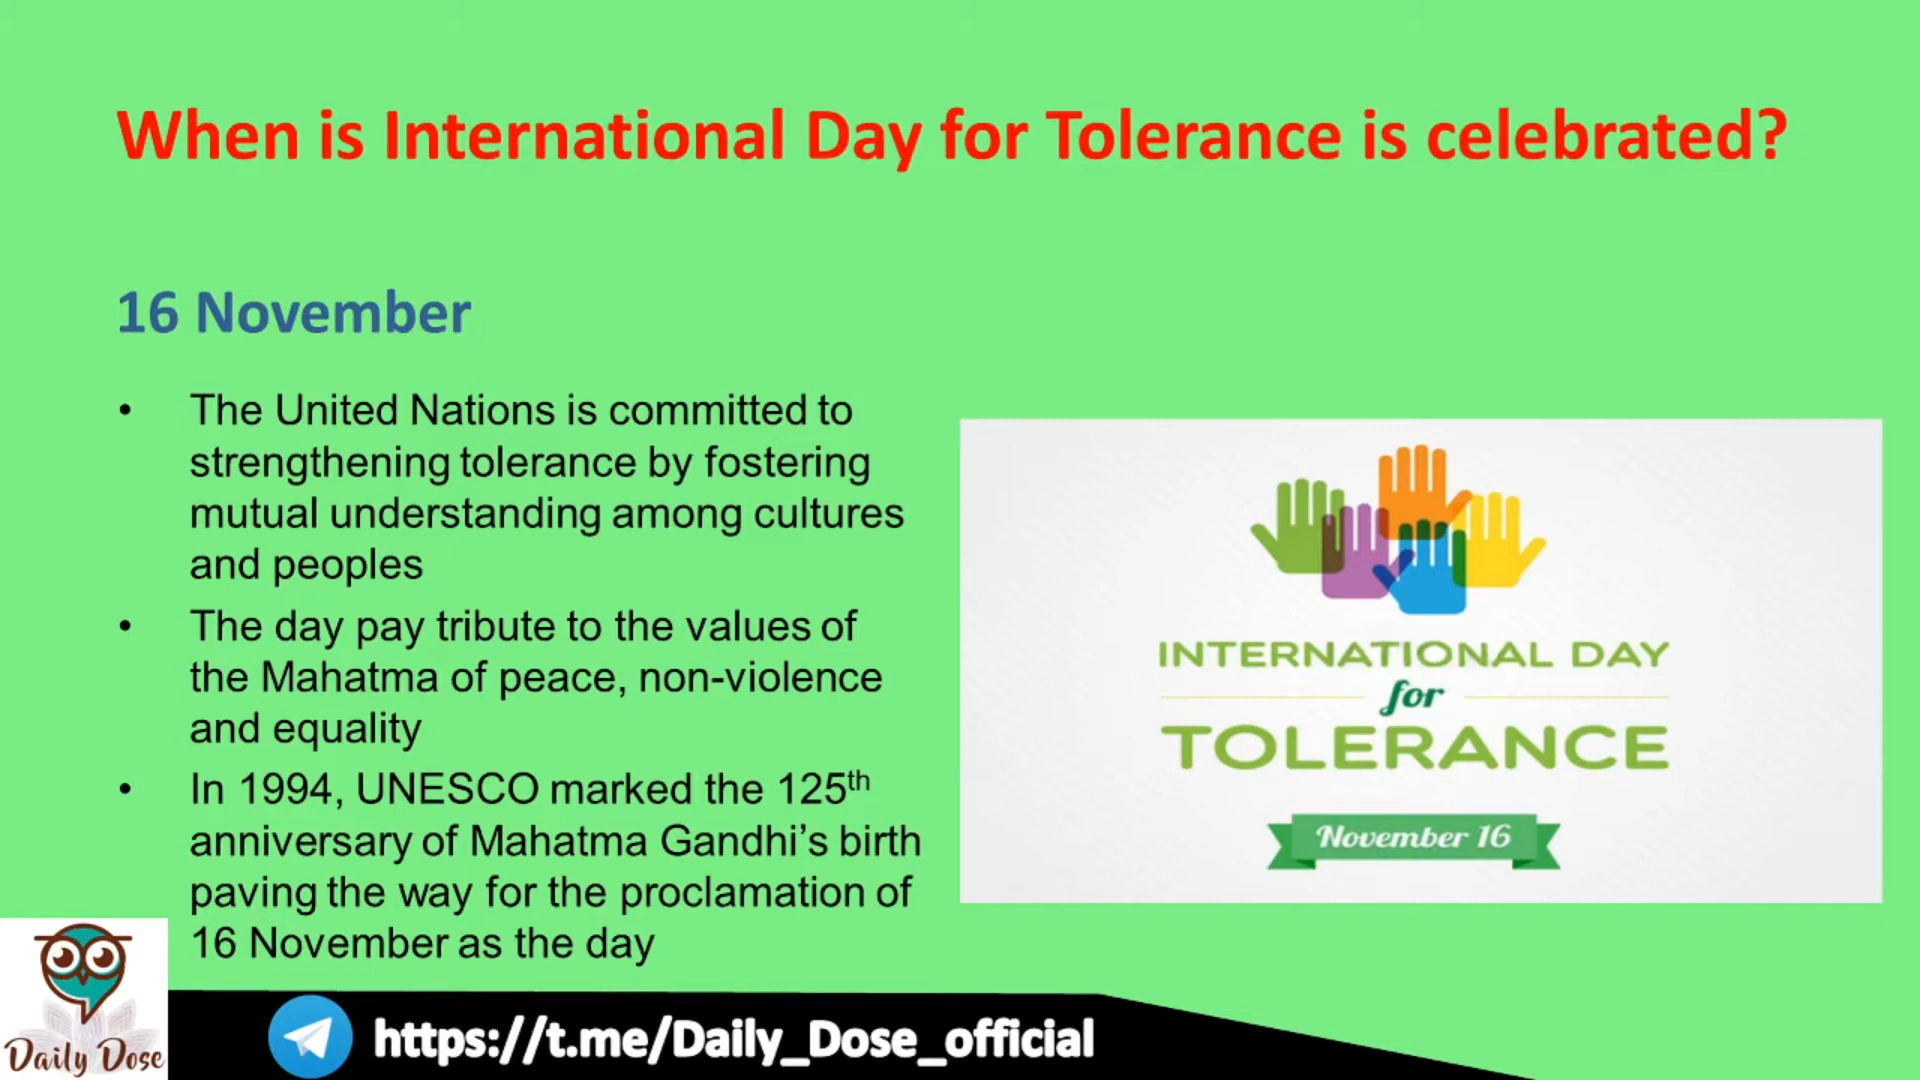 When is International Day for Tolerance is celebrated?
16 November
• The United Nations is committed to
strengthening tolerance by fostering
mutual understanding among cultures
and peoples
• The day pay tribute to the values of
the Mahatma of peace, non-violence
and equality
• In 1994, UNESCO marked the 125th
anniversary of Mahatma Gandhi’s birth
paving the way for the proclamation of
16 November as the day
INTERNATIONAL DAY
for
TOLERANCE
November 16
Daily Dose
https://t.me/Daily_Dose_official